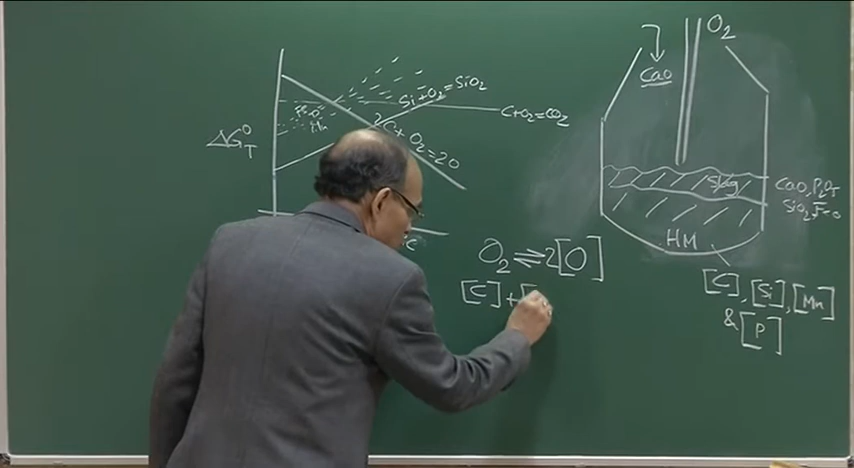 O₂
CaO
Si+O₂=SiO₂
C+O₂=CO₂
2C+O₂=2O
ΔG°T
Slag
CaO, P₂O₅
SiO₂, FeO
HM
°C
O₂ ⇌ 2[O]
[C] + [
[C], [Si], [Mn]
& [P]